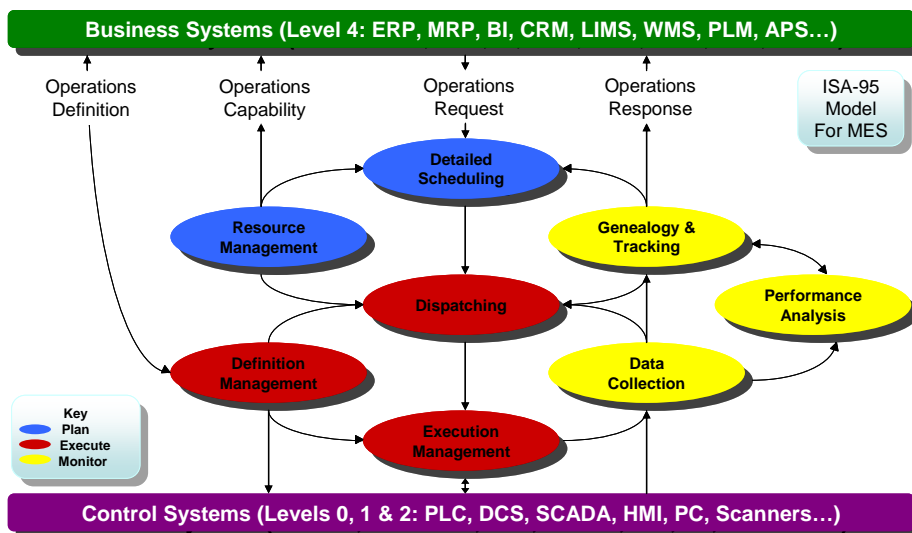 Business Systems (Level 4: ERP, MRP, BI, CRM, LIMS, WMS, PLM, APS…)
Operations
Definition
Operations
Capability
Operations
Request
Operations
Response
ISA-95
Model
For MES
Detailed
Scheduling
Resource
Management
Genealogy &
Tracking
Dispatching
Performance
Analysis
Definition
Management
Data
Collection
Key
Plan
Execute
Monitor
Execution
Management
Control Systems (Levels 0, 1 & 2: PLC, DCS, SCADA, HMI, PC, Scanners…)